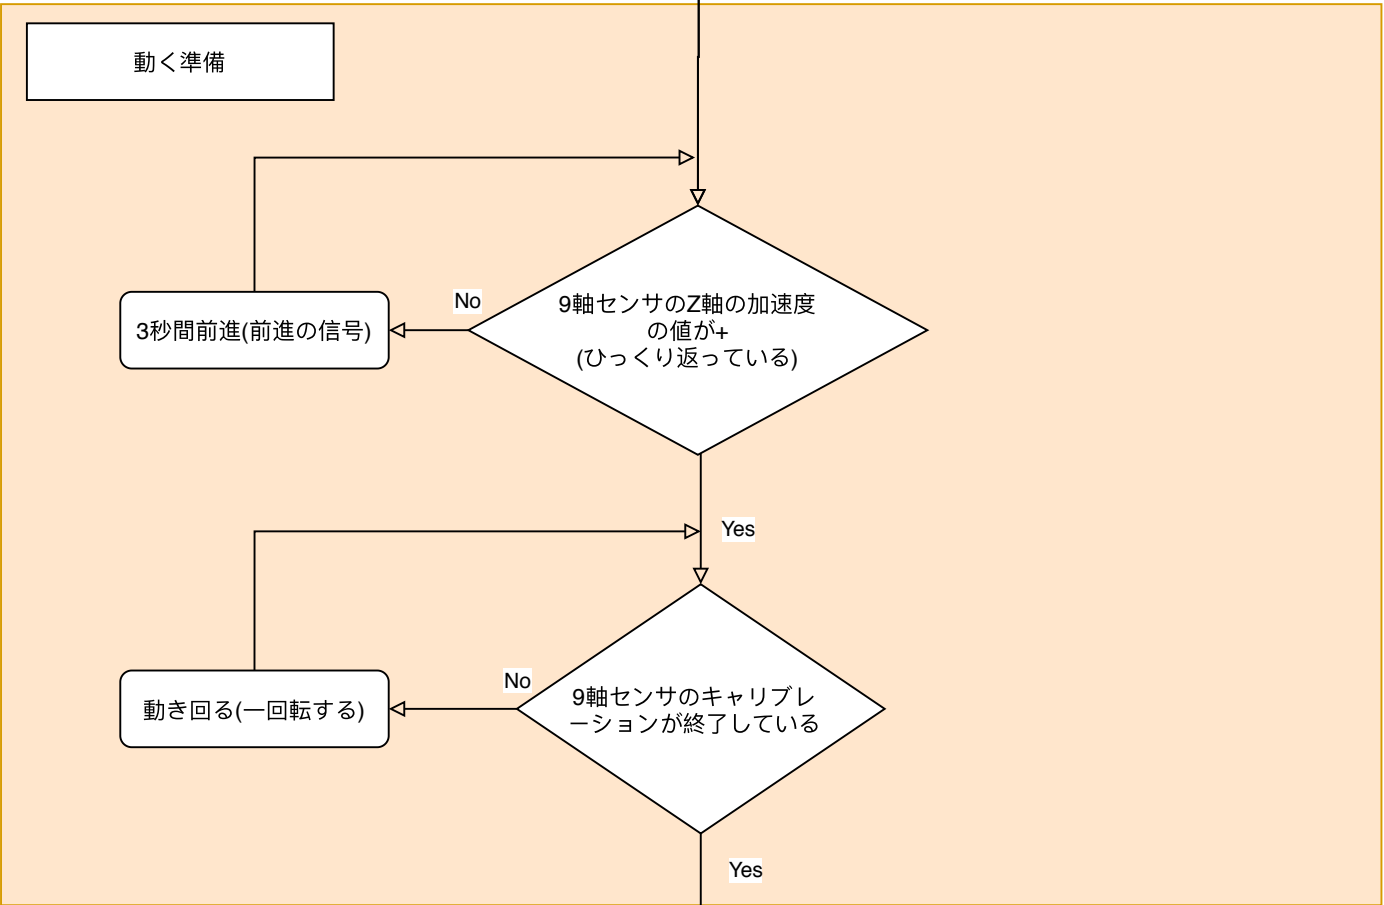 動く準備
No
9軸センサのZ軸の加速度
の値が+
(ひっくり返っている)
3秒間前進(前進の信号)
Yes
No
9軸センサのキャリブレ
ーションが終了している
動き回る(一回転する)
Yes